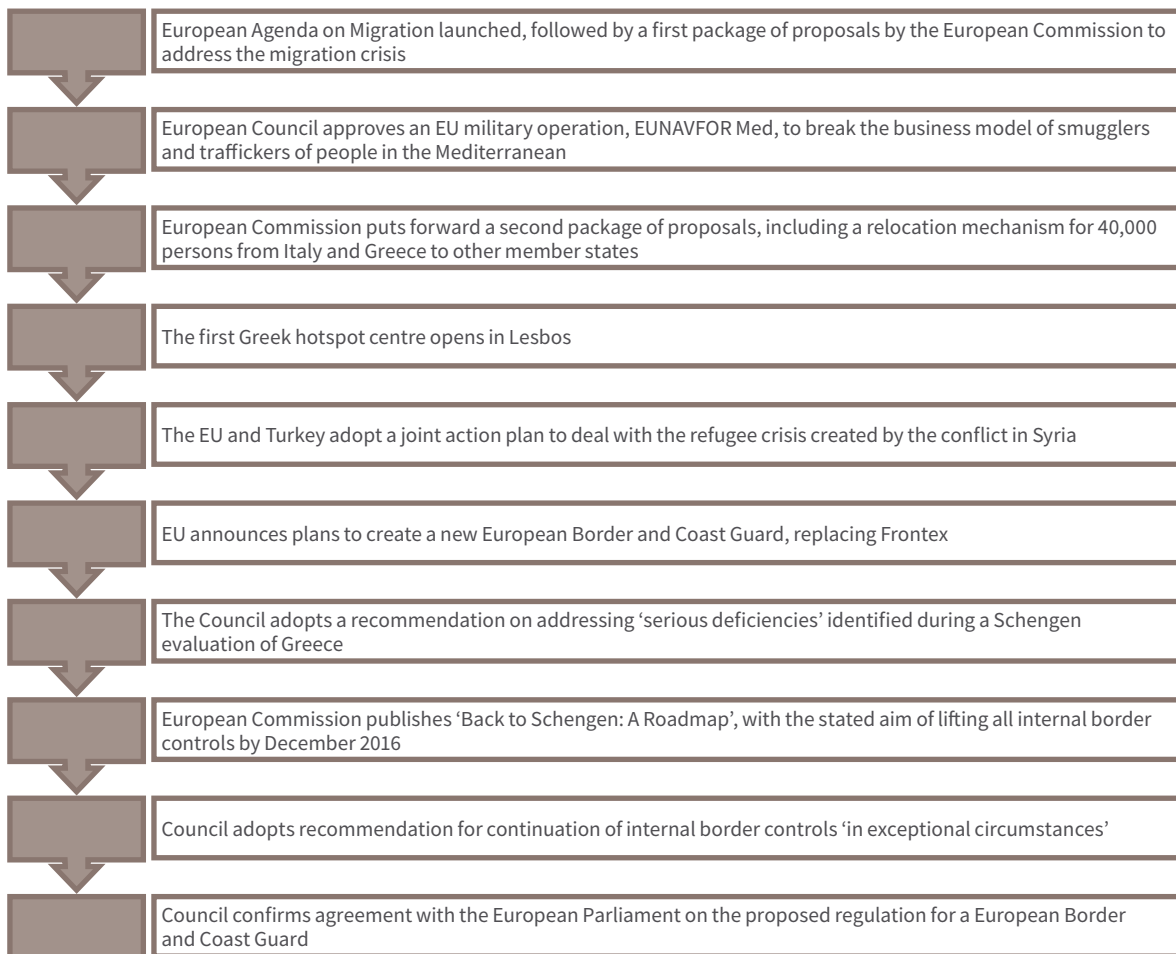 European Agenda on Migration launched, followed by a first package of proposals by the European Commission to
address the migration crisis
European Council approves an EU military operation, EUNAVFOR Med, to break the business model of smugglers
and traffickers of people in the Mediterranean
European Commission puts forward a second package of proposals, including a relocation mechanism for 40,000
persons from Italy and Greece to other member states
The first Greek hotspot centre opens in Lesbos
The EU and Turkey adopt a joint action plan to deal with the refugee crisis created by the conflict in Syria
EU announces plans to create a new European Border and Coast Guard, replacing Frontex
The Council adopts a recommendation on addressing ‘serious deficiencies’ identified during a Schengen
evaluation of Greece
European Commission publishes ‘Back to Schengen: A Roadmap’, with the stated aim of lifting all internal border
controls by December 2016
Council adopts recommendation for continuation of internal border controls ‘in exceptional circumstances’
Council confirms agreement with the European Parliament on the proposed regulation for a European Border
and Coast Guard